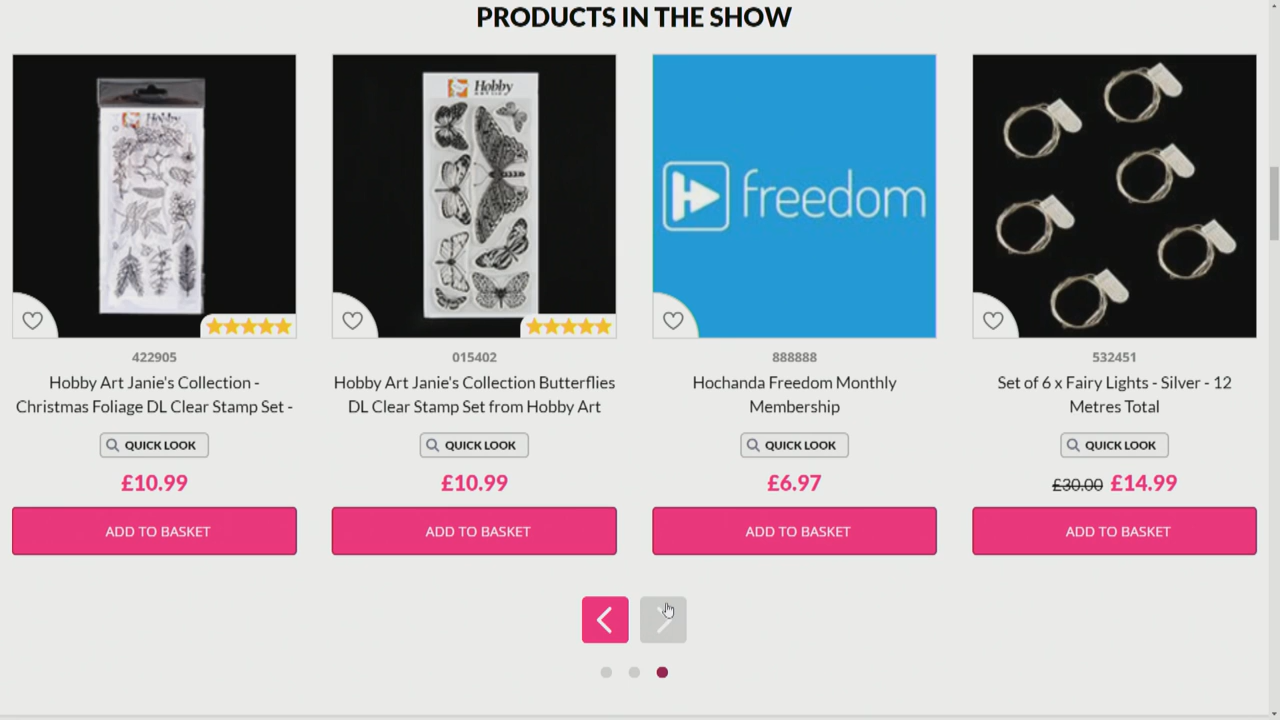 PRODUCTS IN THE SHOW
Hobby
Hobby
freedom
422905
015402
888888
532451
Hobby Art Janie's Collection -
Christmas Foliage DL Clear Stamp Set -
Hobby Art Janie's Collection Butterflies
DL Clear Stamp Set from Hobby Art
Hochanda Freedom Monthly
Membership
Set of 6 x Fairy Lights - Silver - 12
Metres Total
QUICK LOOK
QUICK LOOK
QUICK LOOK
QUICK LOOK
£10.99
£10.99
£6.97
£30.00 £14.99
ADD TO BASKET
ADD TO BASKET
ADD TO BASKET
ADD TO BASKET